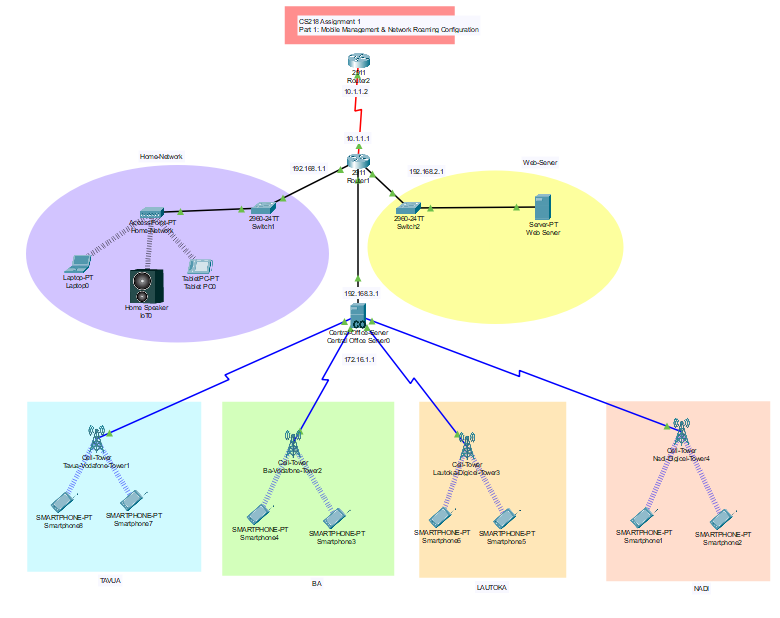 CS218 Assignment 1
Part 1: Mobile Management & Network Roaming Configuration
2911
Router2
10.1.1.2
10.1.1.1
Home-Network
192.168.1.1
2911
Router1
192.168.2.1
Web-Server
AccessPoint-PT
Home-Network
2960-24TT
Switch1
2960-24TT
Switch2
Server-PT
Web Server
Laptop-PT
Laptop0
Home Speaker
IoT0
TabletPC-PT
Tablet PC0
192.168.3.1
CO
Central-Office-Server
Central Office Server0
172.16.1.1
Cell-Tower
Tavua-Vodafone-Tower1
Cell-Tower
Ba-Vodafone-Tower2
Cell-Tower
Lautoka-Digicel-Tower3
Cell-Tower
Nadi-Digicel-Tower4
SMARTPHONE-PT
Smartphone8
SMARTPHONE-PT
Smartphone7
SMARTPHONE-PT
Smartphone4
SMARTPHONE-PT
Smartphone3
SMARTPHONE-PT
Smartphone6
SMARTPHONE-PT
Smartphone5
SMARTPHONE-PT
Smartphone1
SMARTPHONE-PT
Smartphone2
TAVUA
BA
LAUTOKA
NADI